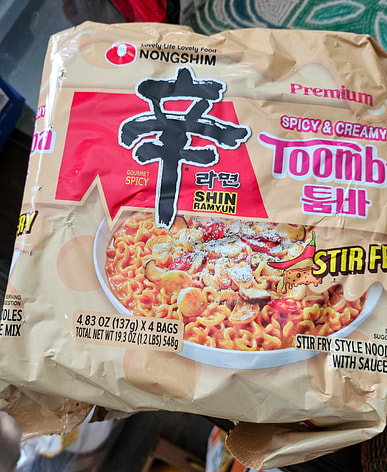 Lovely Life Lovely Food
NONGSHIM
Premium
SPICY & CREAMY
Toomb
툼바
辛
GOURMET
SPICY
라면
SHIN
RAMYUN
STIR F
4.83 OZ (137g) X 4 BAGS
TOTAL NET WT 19.3 OZ (1.2 LBS) 548g
STIR FRY STYLE NOOD
WITH SAUCE
RY
E MIX